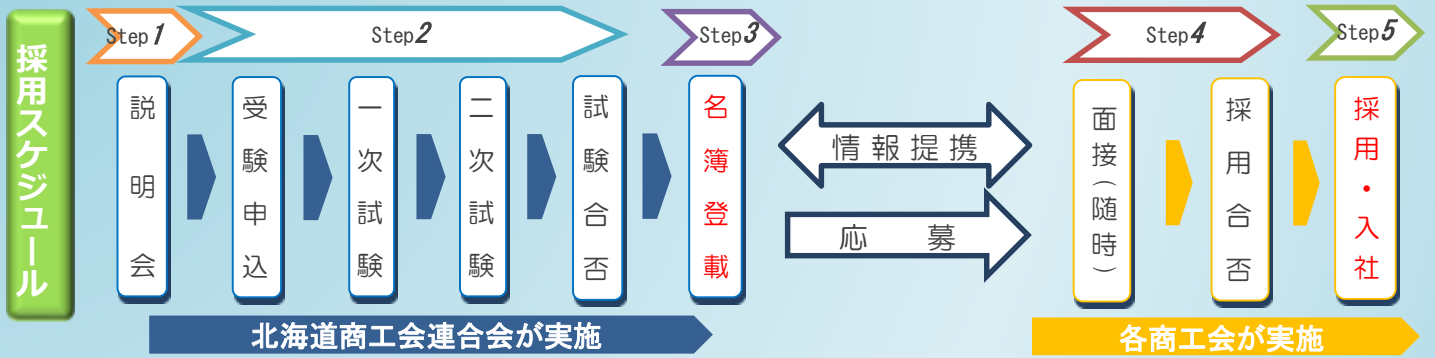 採用スケジュール
Step1
Step2
Step3
Step4
Step5
説明会
受験申込
一次試験
二次試験
試験合否
名簿登載
情報提携
応募
面接(随時)
採用合否
採用・入社
北海道商工会連合会が実施
各商工会が実施